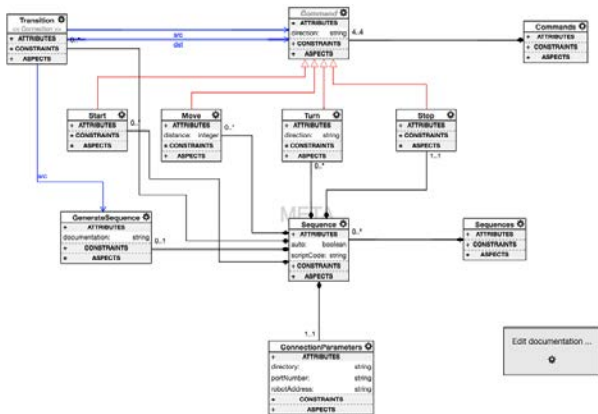 Transition
<< Connection >>
+ ATTRIBUTES
+ CONSTRAINTS
+ ASPECTS
Command
+ ATTRIBUTES
direction: string
+ CONSTRAINTS
+ ASPECTS
Commands
+ ATTRIBUTES
+ CONSTRAINTS
+ ASPECTS
src
0..*
4..4
Start
+ ATTRIBUTES
+ CONSTRAINTS
+ ASPECTS
Move
+ ATTRIBUTES
distance: integer
+ CONSTRAINTS
+ ASPECTS
Turn
+ ATTRIBUTES
direction: string
+ CONSTRAINTS
+ ASPECTS
Stop
+ ATTRIBUTES
+ CONSTRAINTS
+ ASPECTS
0..*
0..*
1..1
src
META
GenerateSequence
+ ATTRIBUTES
documentation: string
+ CONSTRAINTS
+ ASPECTS
0..1
Sequence
+ ATTRIBUTES
auto: boolean
scriptCode: string
+ CONSTRAINTS
+ ASPECTS
0..*
Sequences
+ ATTRIBUTES
+ CONSTRAINTS
+ ASPECTS
1..1
ConnectionParameters
+ ATTRIBUTES
directory: string
portNumber: string
robotAddress: string
+ CONSTRAINTS
+ ASPECTS
Edit documentation ...